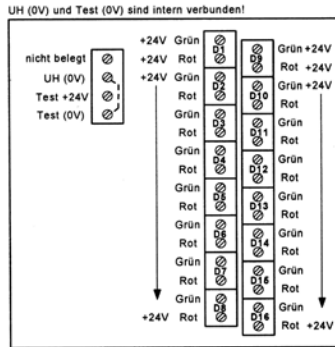 UH (0V) und Test (0V) sind intern verbunden!
nicht belegt
UH (0V)
Test +24V
Test (0V)
+24V Grün
+24V Rot
D1
+24V Grün
Rot
D2
Grün
Rot
D3
Grün
Rot
D4
Grün
Rot
D5
Grün
Rot
D6
Grün
Rot
D7
Grün
+24V Rot
D8
Grün +24V
Rot +24V
D9
Grün +24V
Rot
D10
Grün
Rot
D11
Grün
Rot
D12
Grün
Rot
D13
Grün
Rot
D14
Grün
Rot
D15
Grün
Rot +24V
D16